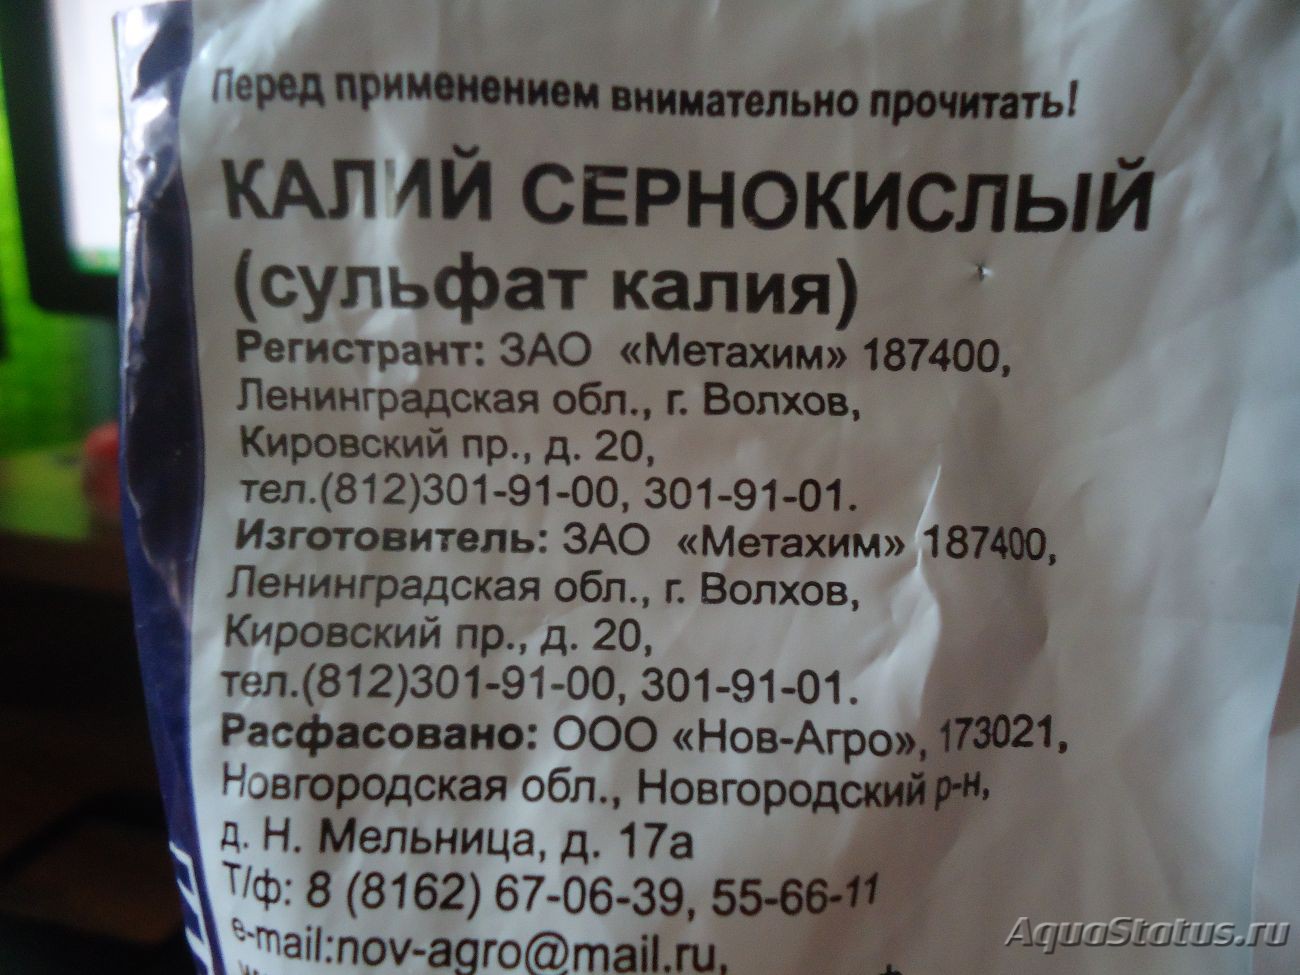 Перед применением внимательно прочитать!
КАЛИЙ СЕРНОКИСЛЫЙ
(сульфат калия)
Регистрант: ЗАО «Метахим» 187400,
Ленинградская обл., г. Волхов,
Кировский пр., д. 20,
тел.(812)301-91-00, 301-91-01.
Изготовитель: ЗАО «Метахим» 187400,
Ленинградская обл., г. Волхов,
Кировский пр., д. 20,
тел.(812)301-91-00, 301-91-01.
Расфасовано: ООО «Нов-Агро», 173021,
Новгородская обл., Новгородский р-н,
д. Н. Мельница, д. 17а
Т/ф: 8 (8162) 67-06-39, 55-66-11
e-mail:nov-agro@mail.ru,
AquaStatus.ru